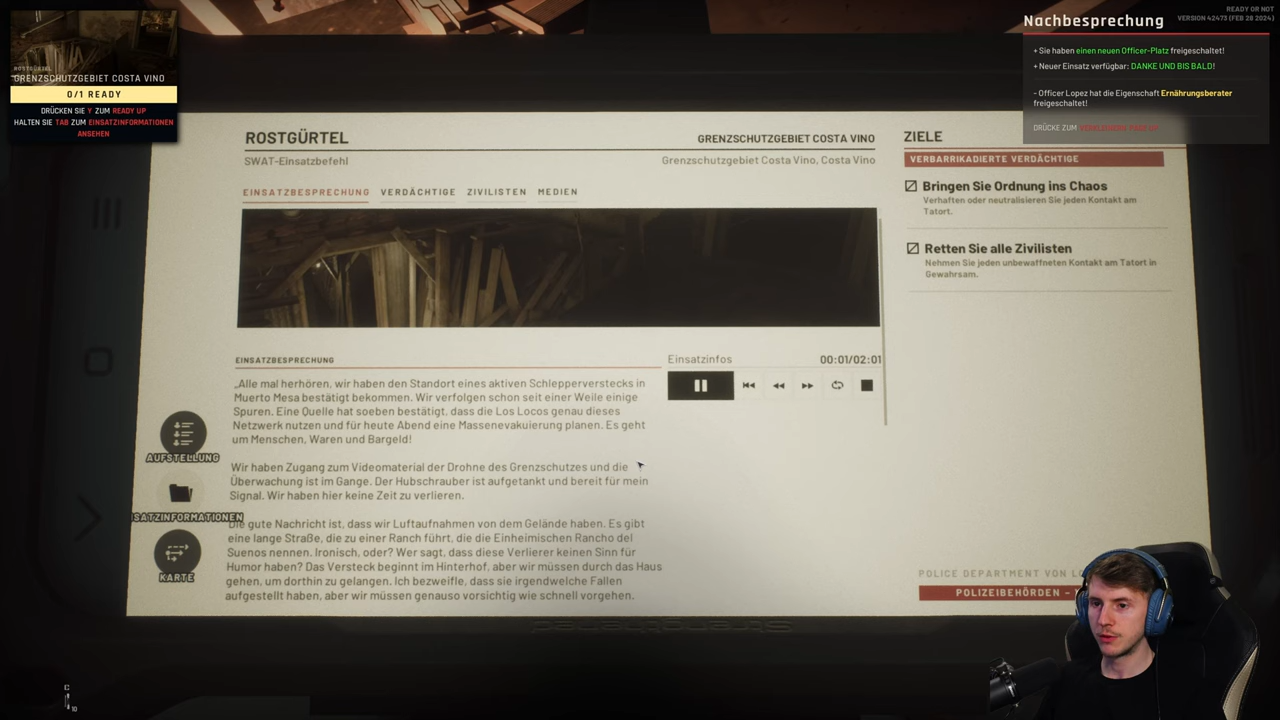 ROSTGÜRTEL
GRENZSCHUTZGEBIET COSTA VINO
0/1 READY
DRÜCKEN SIE Y ZUM READY UP
HALTEN SIE TAB ZUM EINSATZINFORMATIONEN
ANSEHEN
READY OR NOT
VERSION 42473 (FEB 28 2024)
Nachbesprechung
+ Sie haben einen neuen Officer-Platz freigeschaltet!
+ Neuer Einsatz verfügbar: DANKE UND BIS BALD!
- Officer Lopez hat die Eigenschaft Ernährungsberater
freigeschaltet!
DRÜCKE ZUM
ROSTGÜRTEL
GRENZSCHUTZGEBIET COSTA VINO
SWAT-Einsatzbefehl
Grenzschutzgebiet Costa Vino, Costa Vino
EINSATZBESPRECHUNG VERDÄCHTIGE ZIVILISTEN MEDIEN
EINSATZBESPRECHUNG
Einsatzinfos 00:01/02:01
„Alle mal herhören, wir haben den Standort eines aktiven Schlepperverstecks in
Muerto Mesa bestätigt bekommen. Wir verfolgen schon seit einer Weile einige
Spuren. Eine Quelle hat soeben bestätigt, dass die Los Locos genau dieses
Netzwerk nutzen und für heute Abend eine Massenevakuierung planen. Es geht
um Menschen, Waren und Bargeld!
Wir haben Zugang zum Videomaterial der Drohne des Grenzschutzes und die
Überwachung ist im Gange. Der Hubschrauber ist aufgetankt und bereit für mein
Signal. Wir haben hier keine Zeit zu verlieren.
Die gute Nachricht ist, dass wir Luftaufnahmen von dem Gelände haben. Es gibt
eine lange Straße, die zu einer Ranch führt, die die Einheimischen Rancho del
Suenos nennen. Ironisch, oder? Wer sagt, dass diese Verlierer keinen Sinn für
Humor haben? Das Versteck beginnt im Hinterhof, aber wir müssen durch das Haus
gehen, um dorthin zu gelangen. Ich bezweifle, dass sie irgendwelche Fallen
aufgestellt haben, aber wir müssen genauso vorsichtig wie schnell vorgehen.
AUFSTELLUNG
SATZINFORMATIONEN
KARTE
ZIELE
VERBARRIKADIERTE VERDÄCHTIGE
Bringen Sie Ordnung ins Chaos
Verhaften oder neutralisieren Sie jeden Kontakt am
Tatort.
Retten Sie alle Zivilisten
Nehmen Sie jeden unbewaffneten Kontakt am Tatort in
Gewahrsam.
POLICE DEPARTMENT VON
POLIZEIBEHÖRDEN -
10